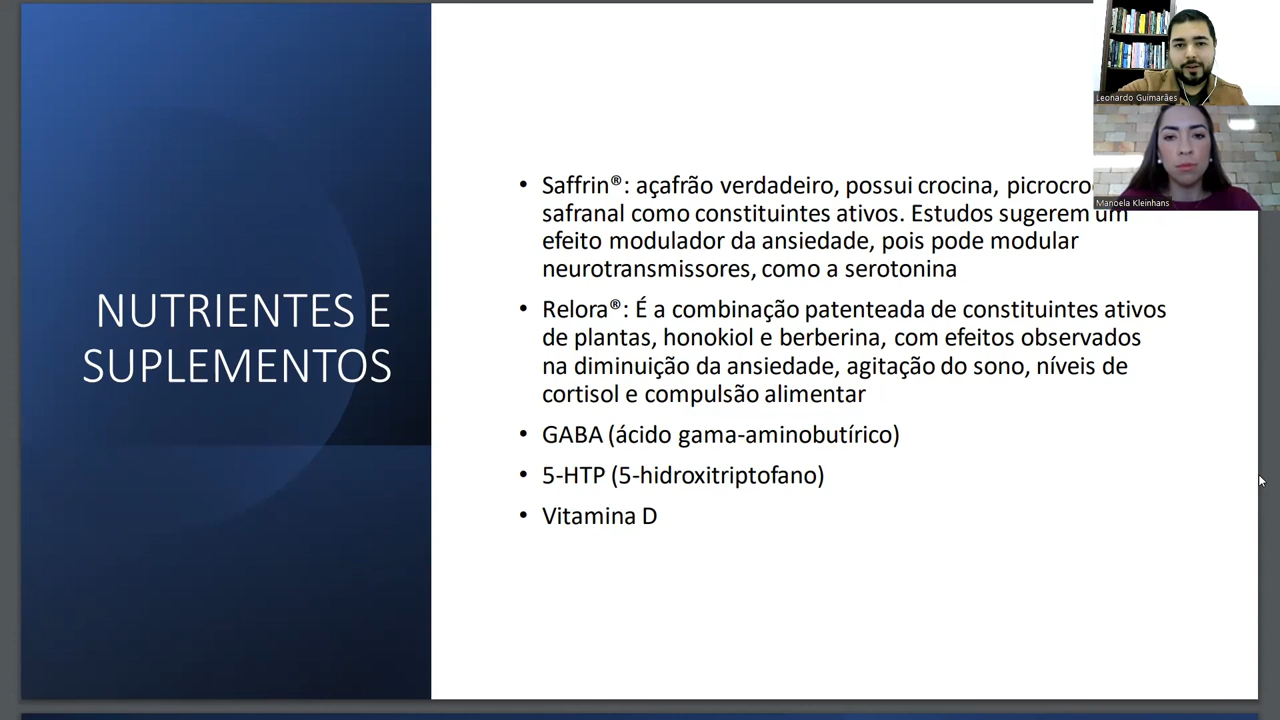 NUTRIENTES E
SUPLEMENTOS
• Saffrin®: açafrão verdadeiro, possui crocina,
safranal como constituintes ativos. Estudos sugerem um
efeito modulador da ansiedade, pois pode modular
neurotransmissores, como a serotonina
• Relora®: É a combinação patenteada de constituintes ativos
de plantas, honokiol e berberina, com efeitos observados
na diminuição da ansiedade, agitação do sono, níveis de
cortisol e compulsão alimentar
• GABA (ácido gama-aminobutírico)
• 5-HTP (5-hidroxitriptofano)
• Vitamina D
Leonardo Guimarães
Manoela Kleinhans